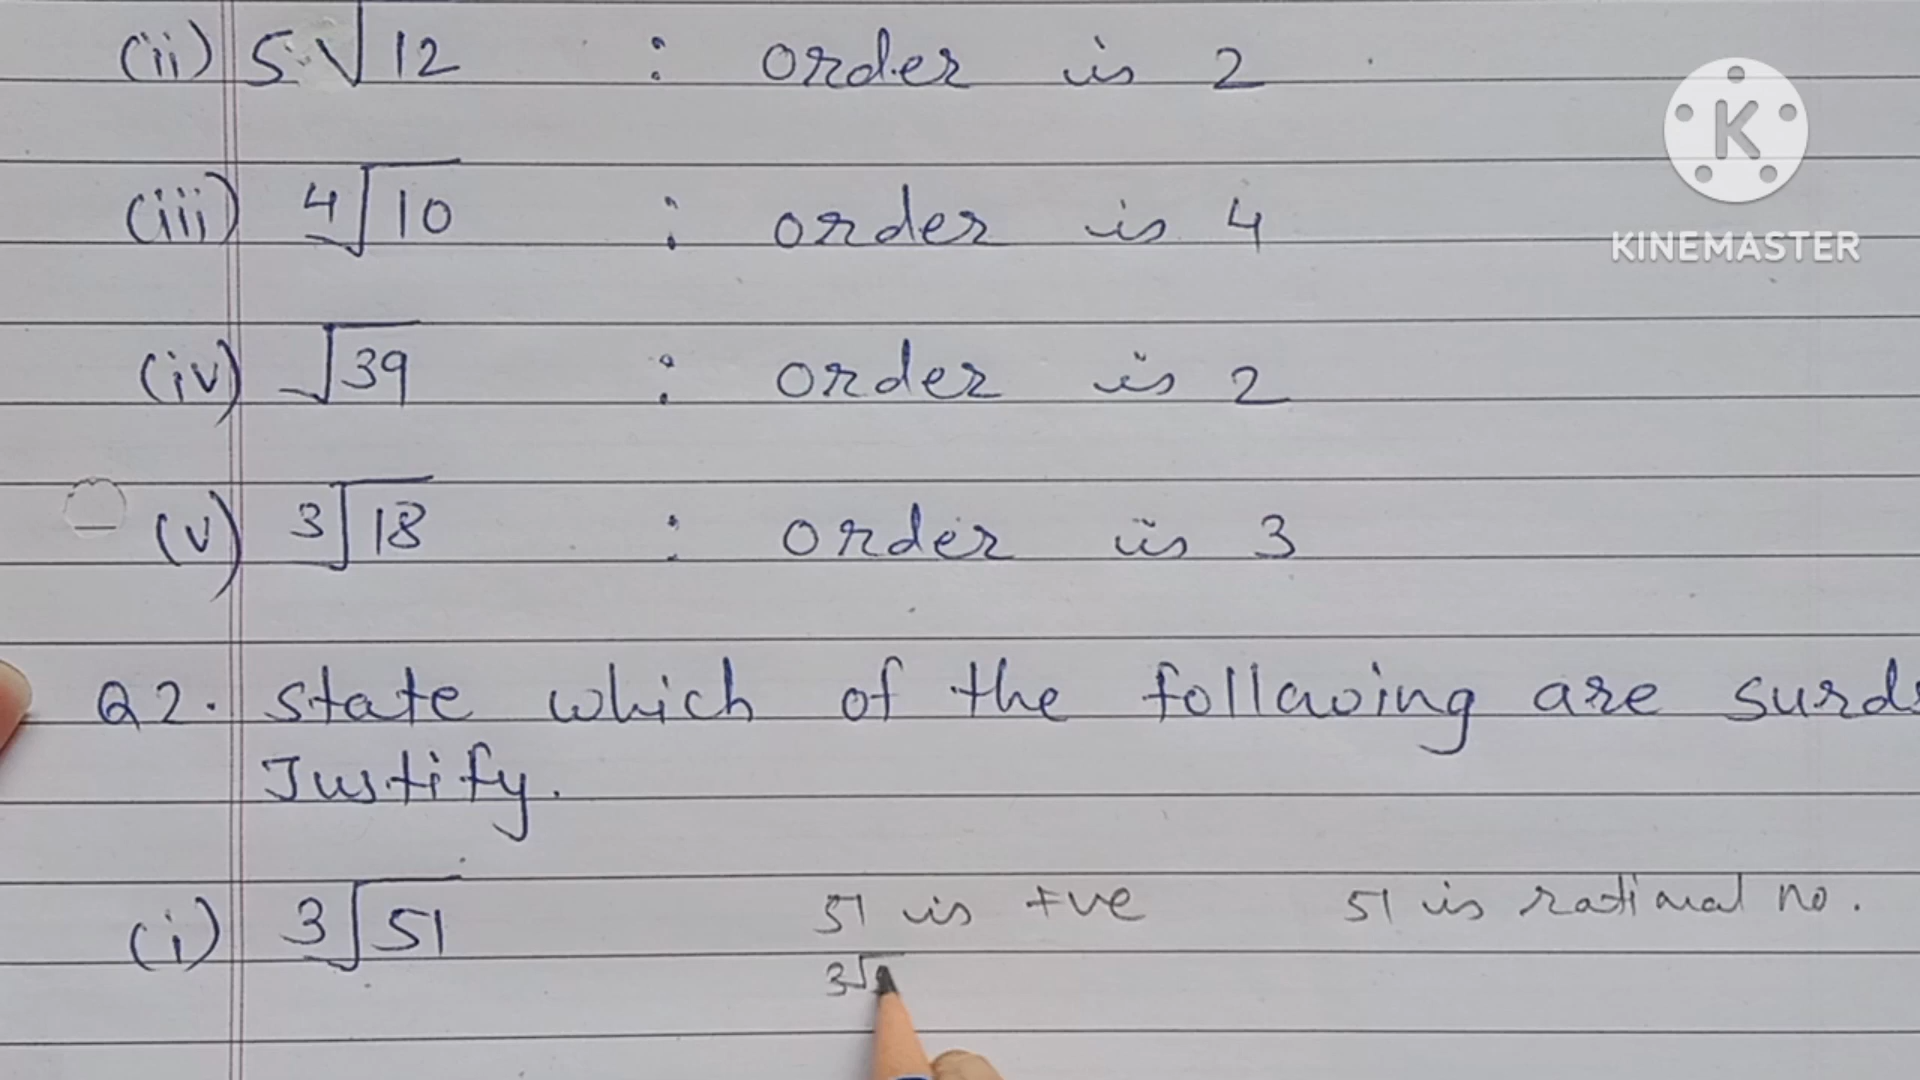 (ii) 5√12 : order is 2
K
(iii) ⁴√10 : order is 4
KINEMASTER
(iv) √39 : order is 2
(v) ³√18 : order is 3
Q2. State which of the following are surds
Justify.
(i) ³√51 51 is +ve 51 is rational no.
³√